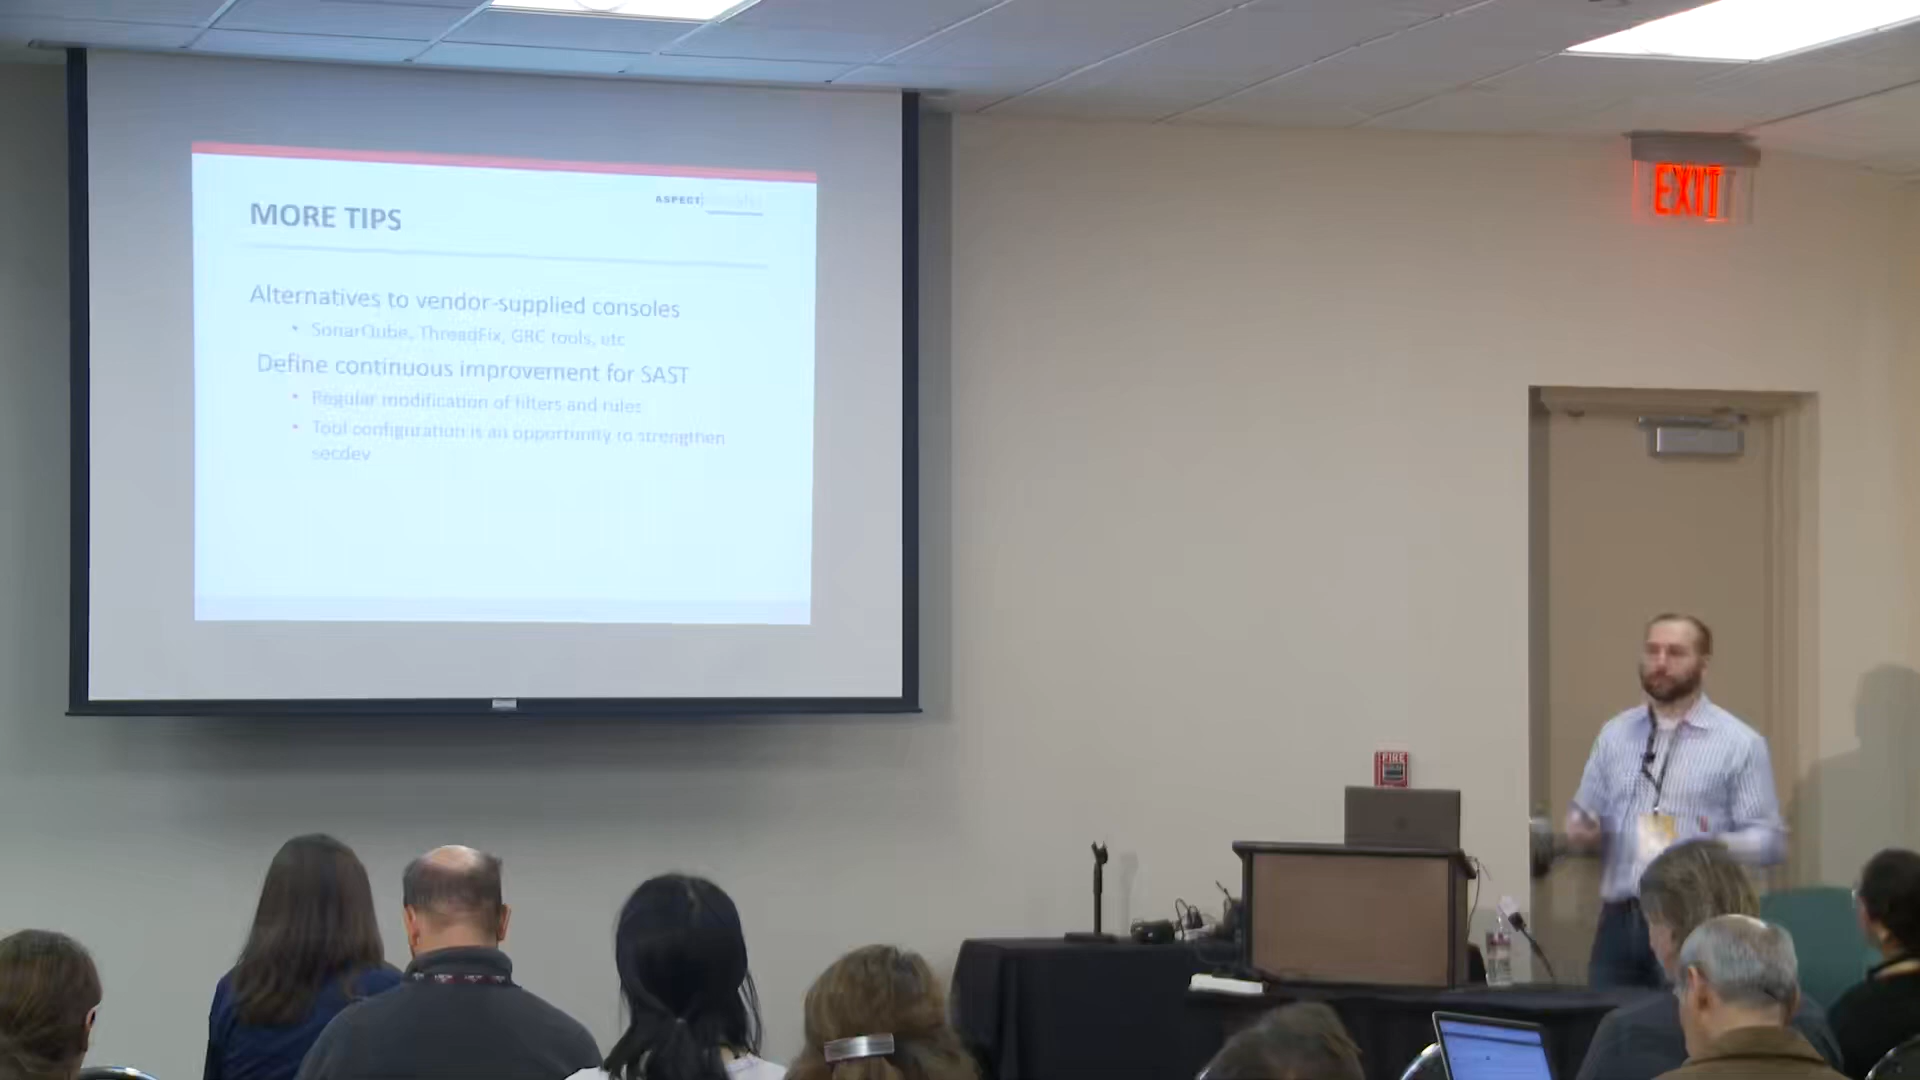 ASPECT
MORE TIPS
Alternatives to vendor-supplied consoles
• SonarQube, ThreadFix, GRC tools, etc
Define continuous improvement for SAST
• Regular modification of filters and rules
• Tool configuration is an opportunity to strengthen
secdev
EXIT
FIRE